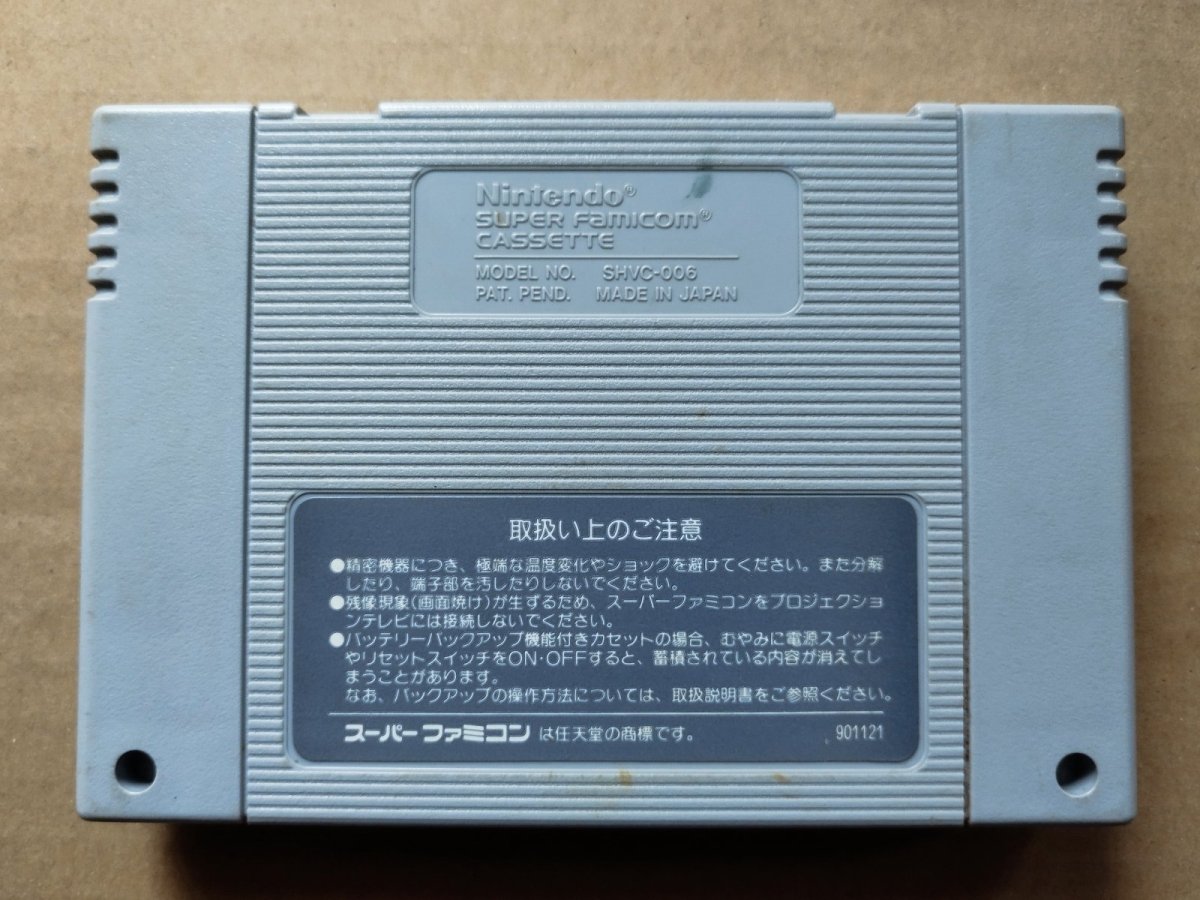 Nintendo®
SUPER FAMICOM®
CASSETTE
MODEL NO. SHVC-006
PAT. PEND. MADE IN JAPAN
取扱い上のご注意
●精密機器につき、極端な温度変化やショックを避けてください。また分解
したり、端子部を汚したりしないでください。
●残像現象(画面焼け)が生ずるため、スーパーファミコンをプロジェクショ
ンテレビには接続しないでください。
●バッテリーバックアップ機能付きカセットの場合、むやみに電源スイッチ
やリセットスイッチをON・OFFすると、蓄積されている内容が消えてし
まうことがあります。
なお、バックアップの操作方法については、取扱説明書をご参照ください。
スーパーファミコンは任天堂の商標です。 901121